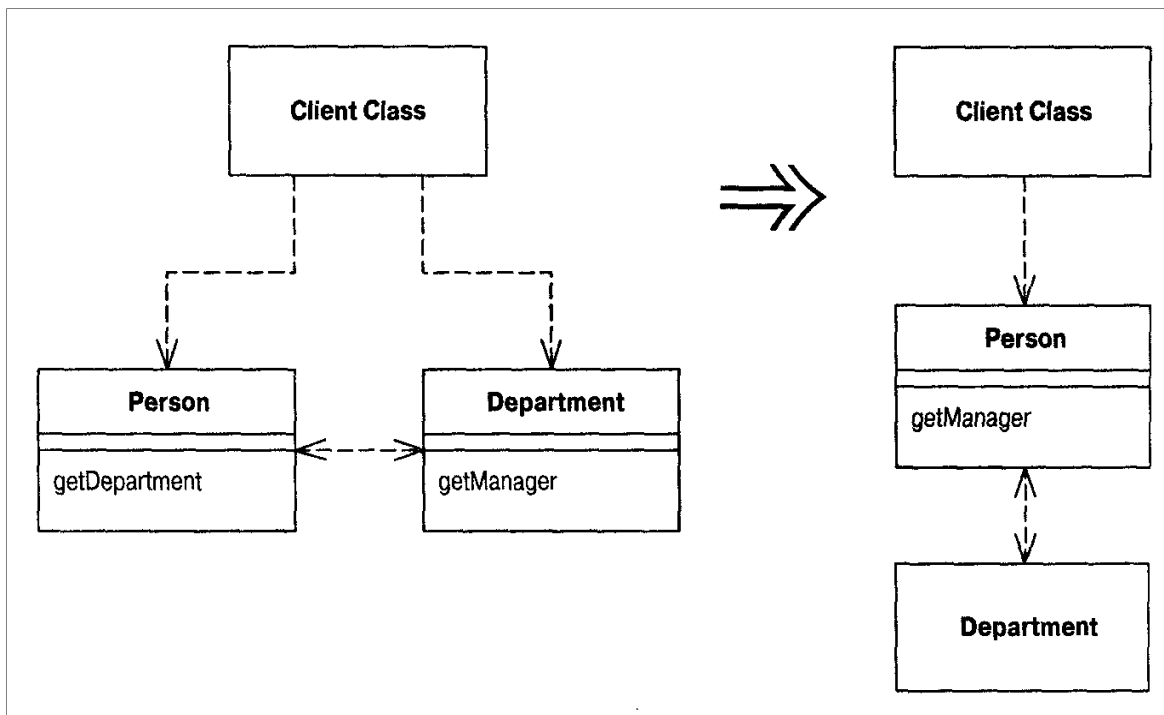 Client Class
Person
getDepartment
Department
getManager
Client Class
Person
getManager
Department